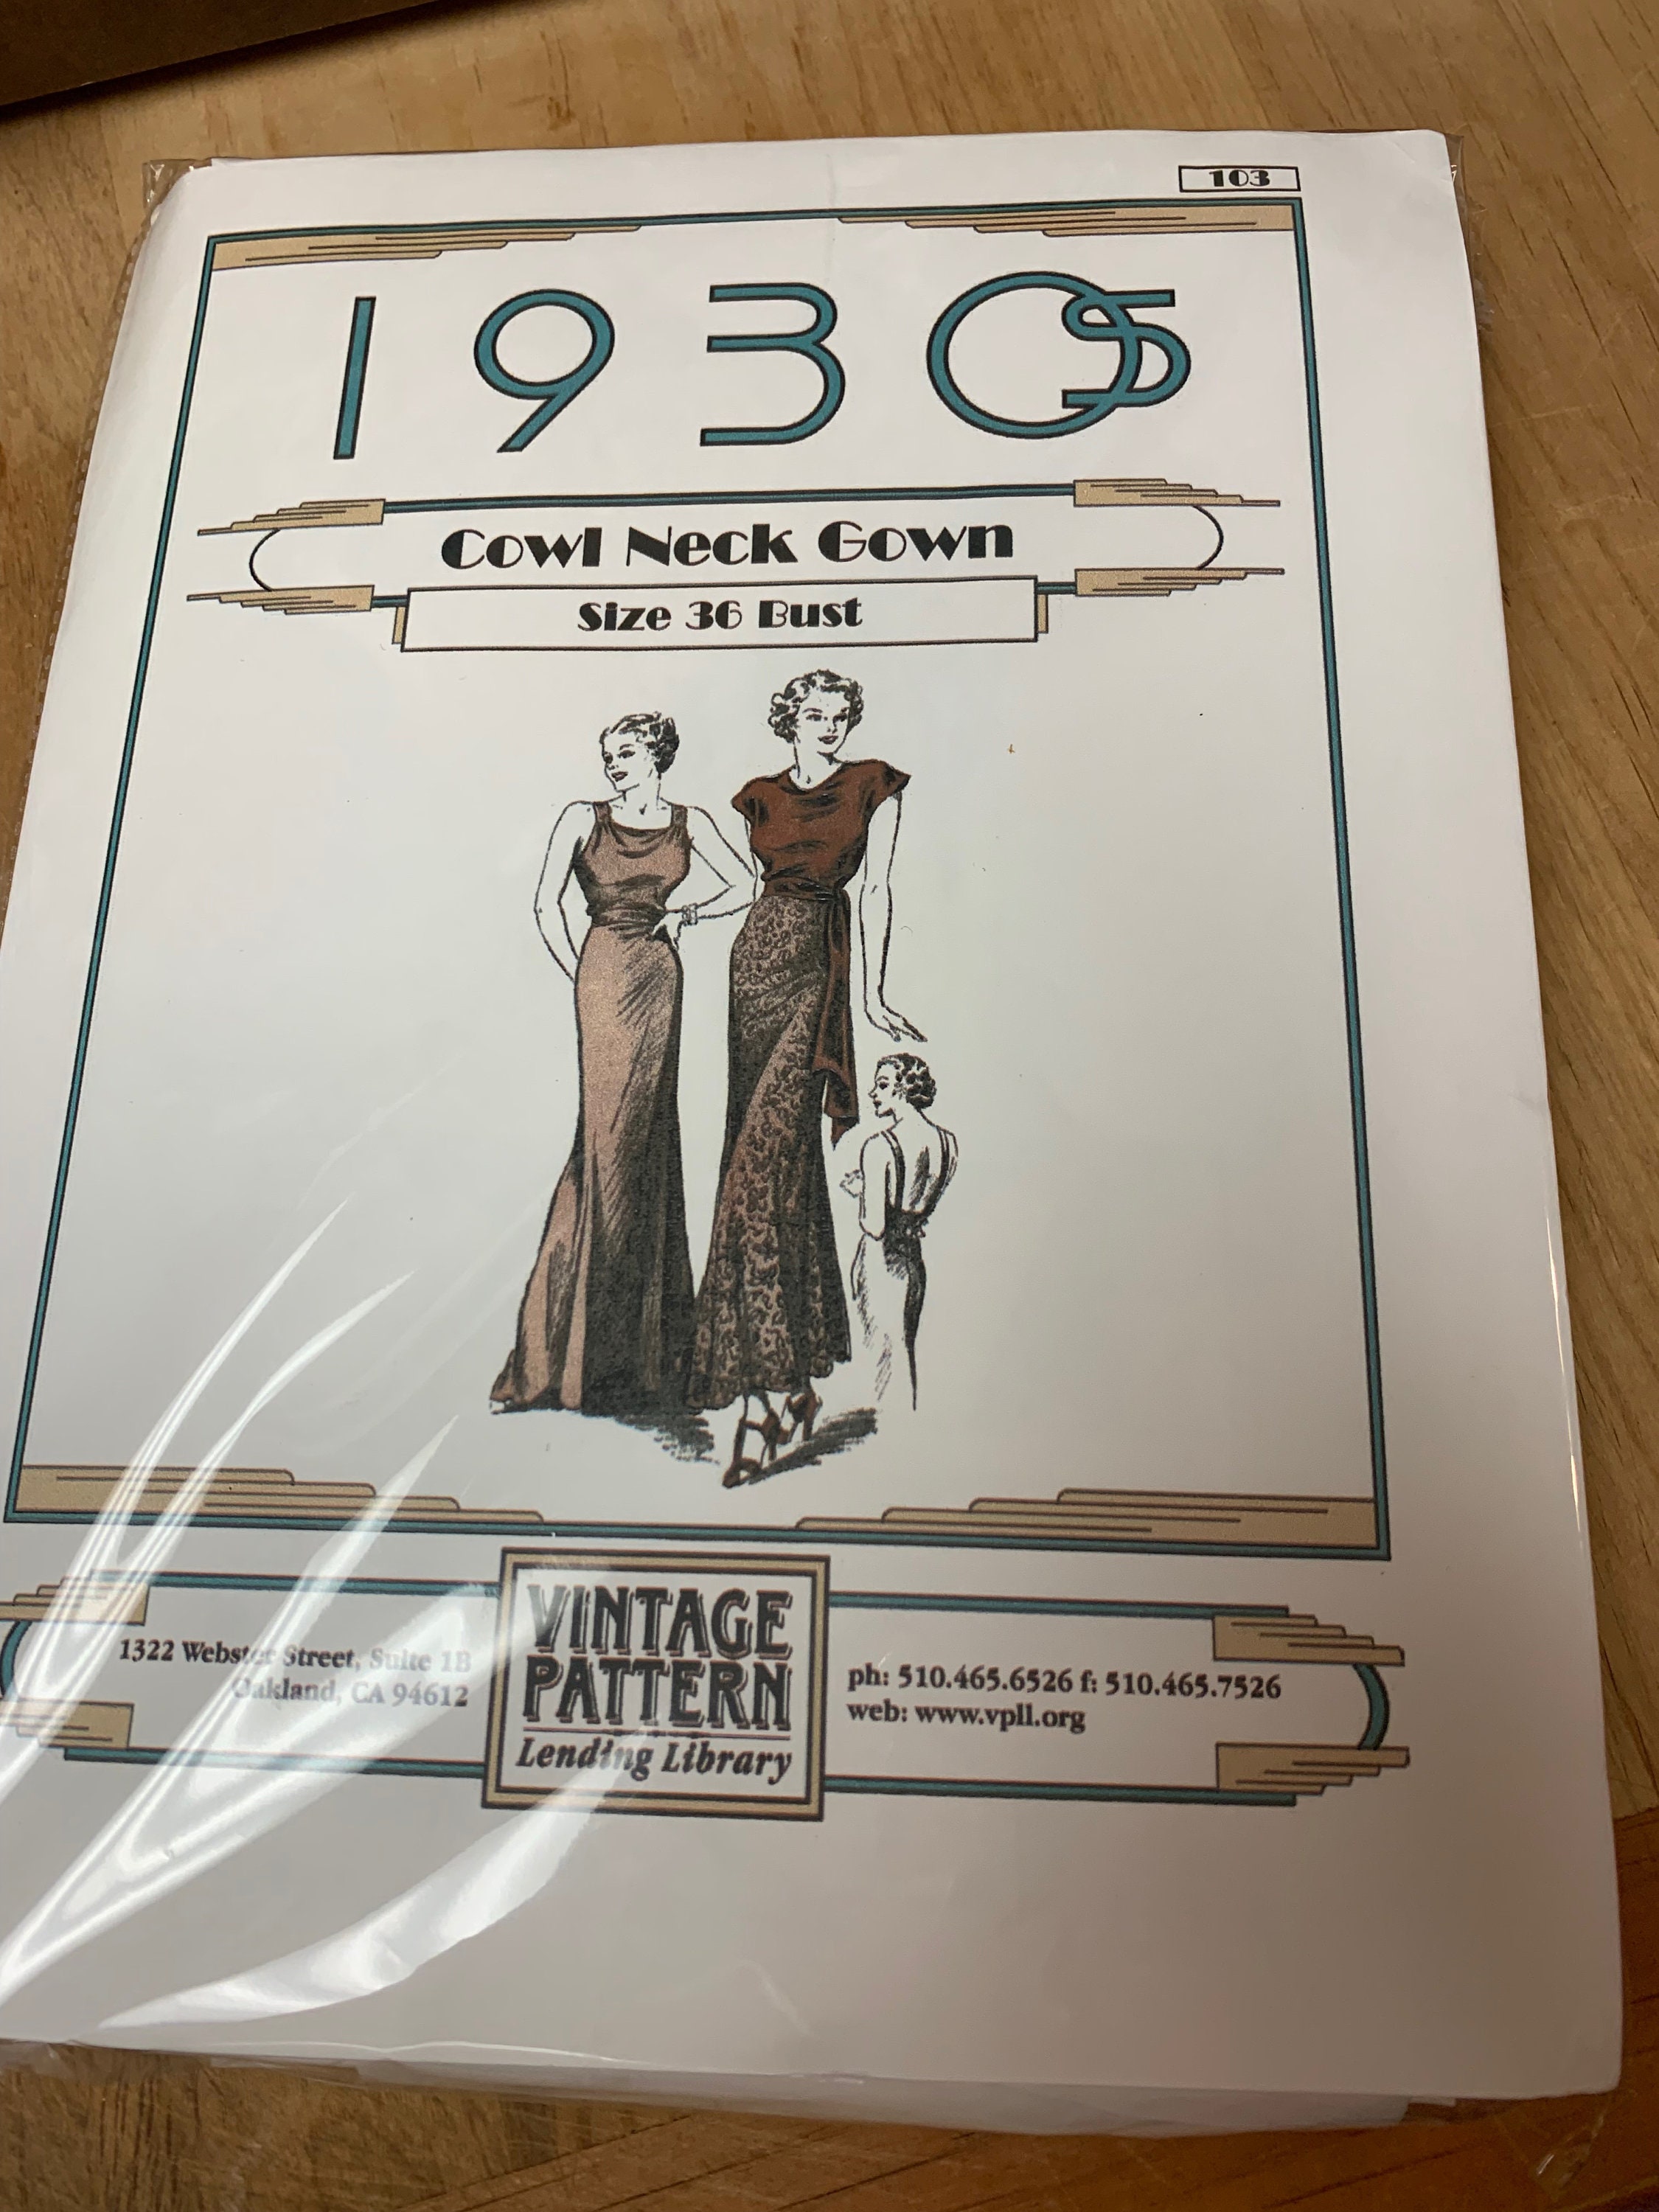 103
1930s
Cowl Neck Gown
Size 36 Bust
1322 Webster Street, Suite 1B
Oakland, CA 94612
VINTAGE
PATTERN
Lending Library
ph: 510.465.6526 f: 510.465.7526
web: www.vpll.org